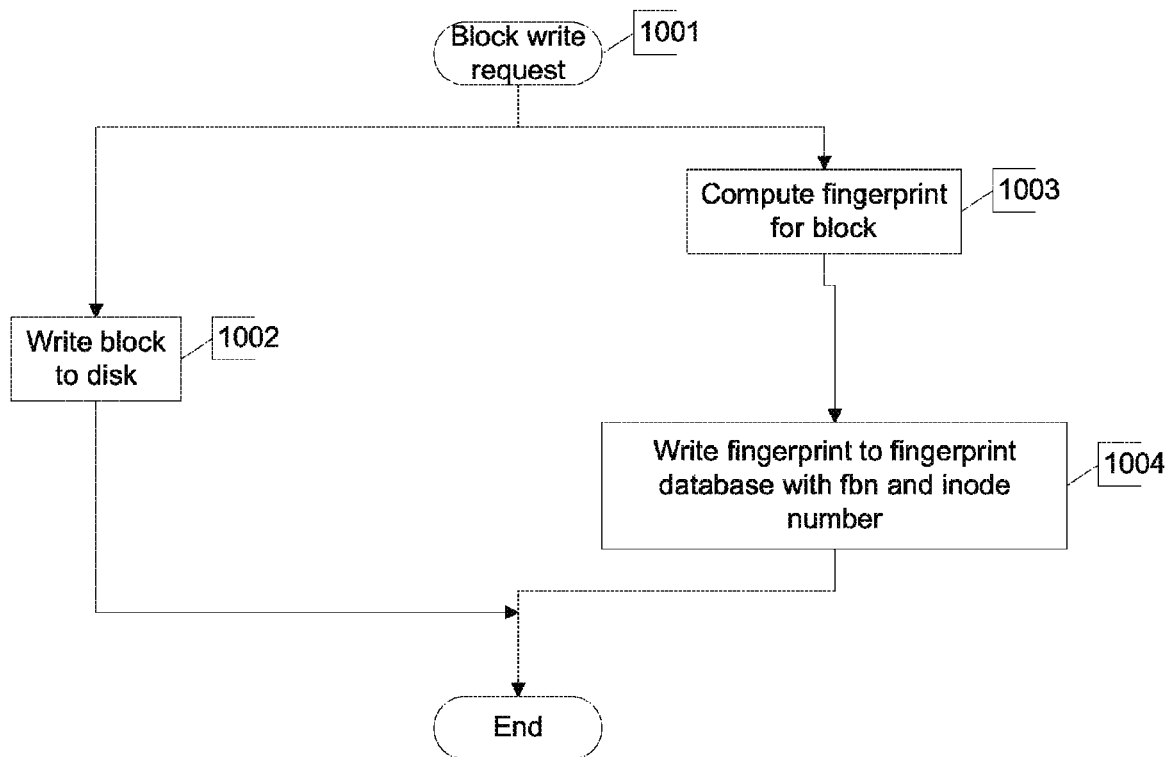 Block write
request
1001
Compute fingerprint
for block
1003
Write block
to disk
1002
Write fingerprint to fingerprint
database with fbn and inode
number
1004
End